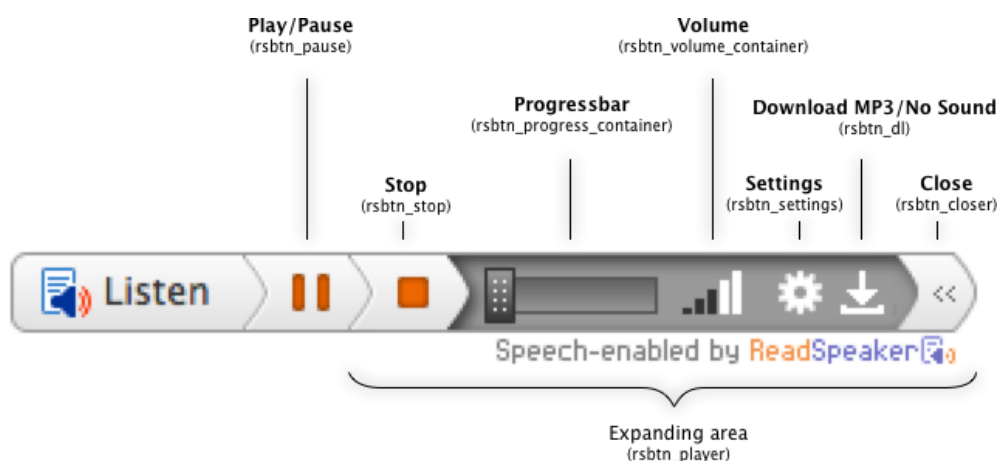 Play/Pause
(rsbtn_pause)
Volume
(rsbtn_volume_container)
Progressbar
(rsbtn_progress_container)
Download MP3/No Sound
(rsbtn_dl)
Stop
(rsbtn_stop)
Settings
(rsbtn_settings)
Close
(rsbtn_closer)
Listen
<<
Speech-enabled by ReadSpeaker
Expanding area
(rsbtn_player)